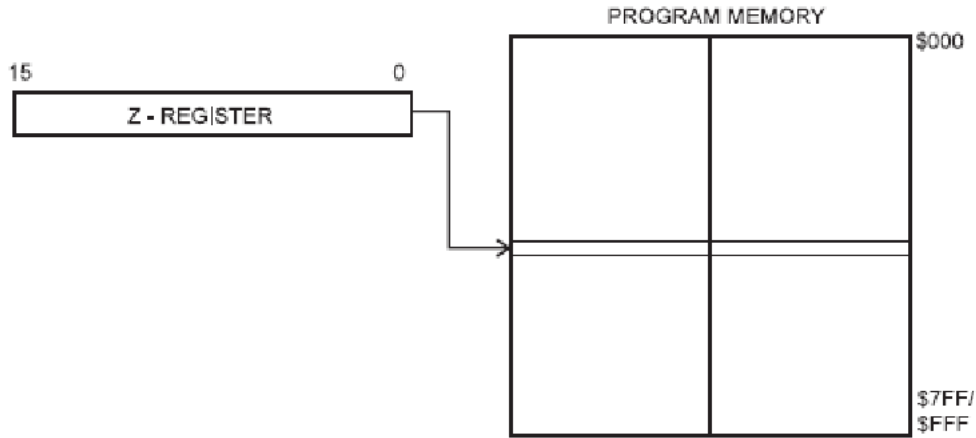 PROGRAM MEMORY
$000
15 0
Z - REGISTER
$7FF/
$FFF